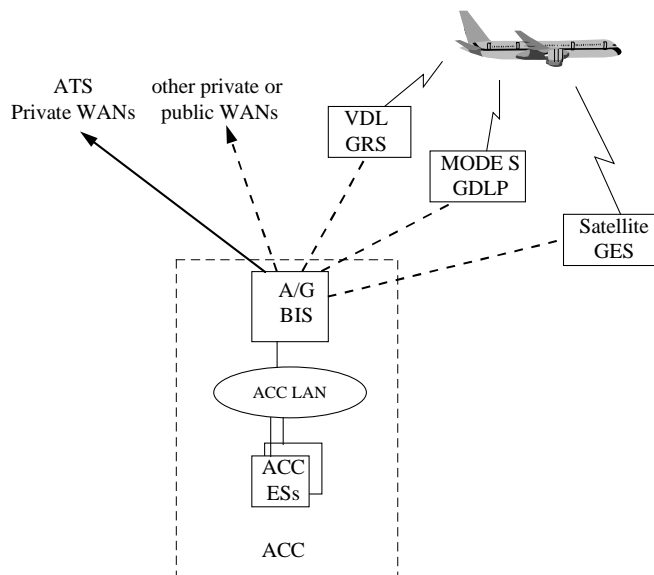 ATS
Private WANs
other private or
public WANs
VDL
GRS
MODE S
GDLP
Satellite
GES
A/G
BIS
ACC LAN
ACC
ESs
ACC